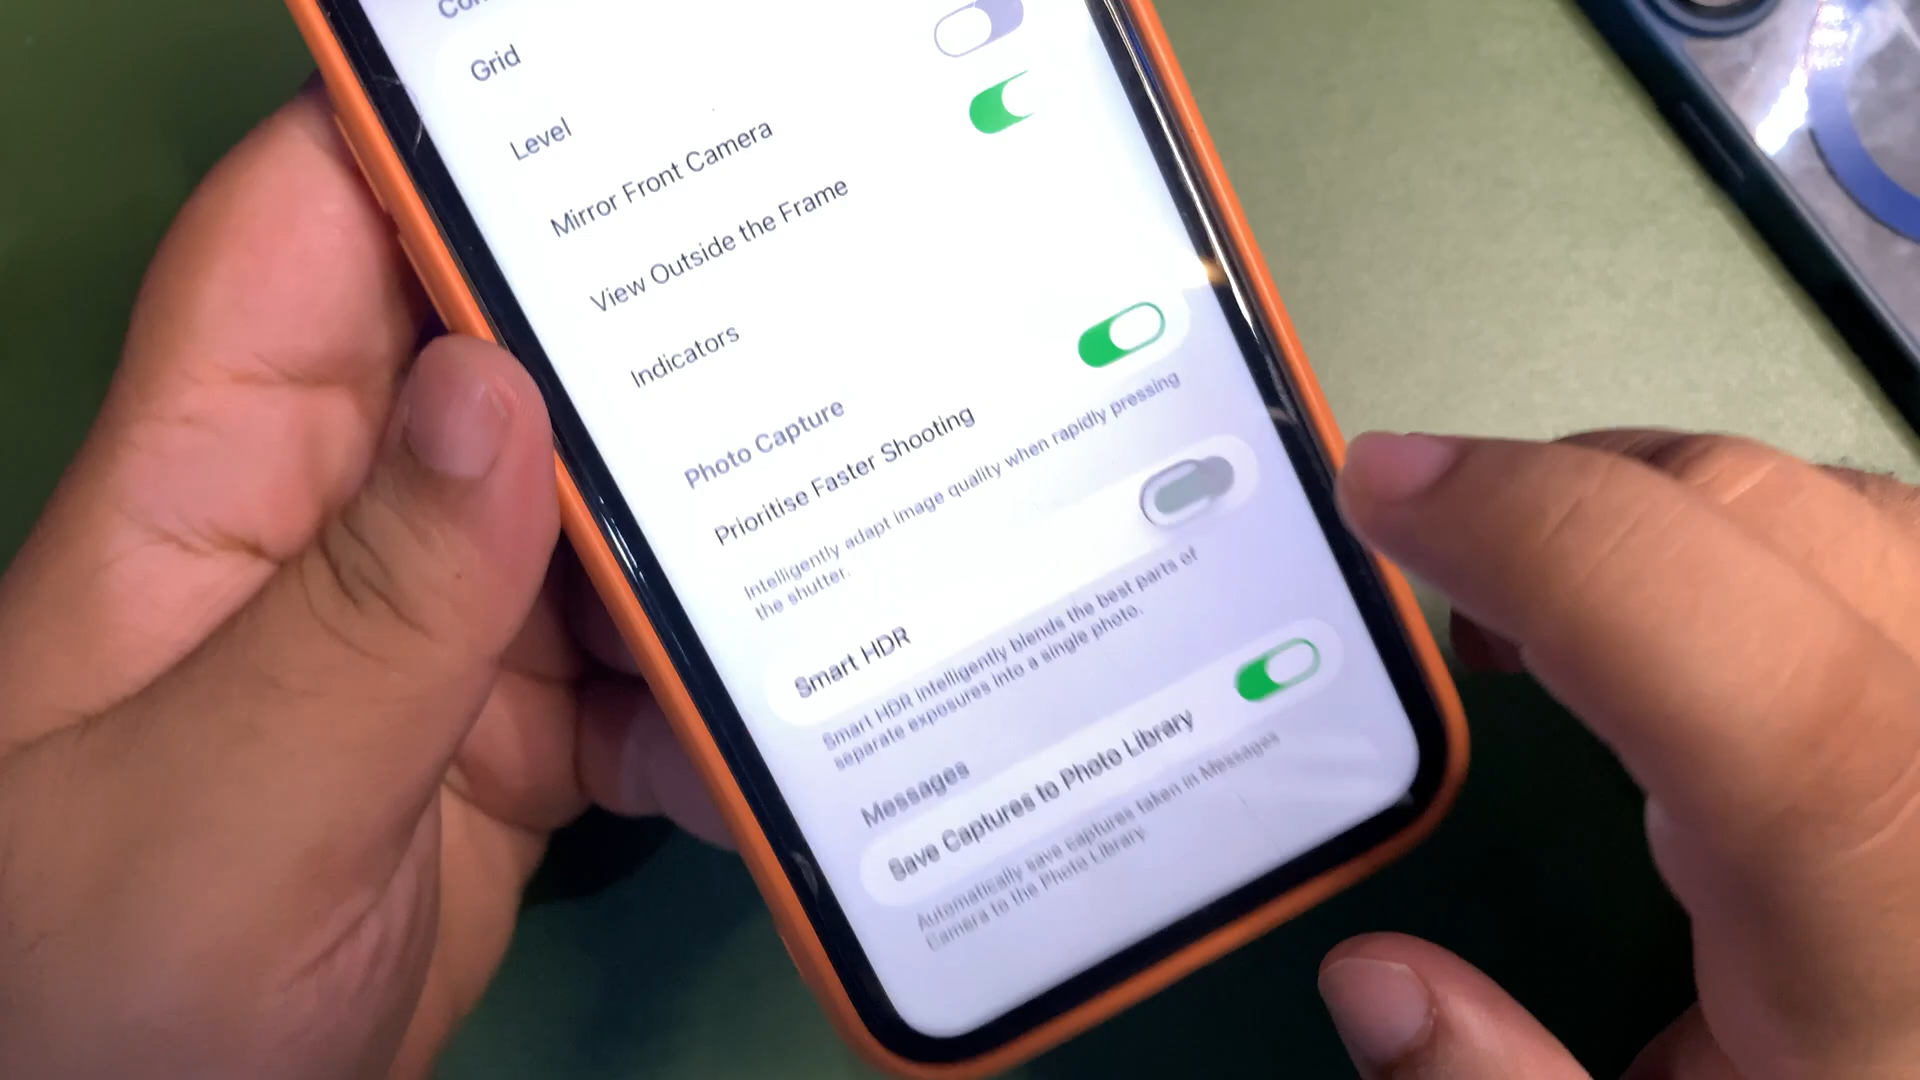 Grid
Level
Mirror Front Camera
View Outside the Frame
Indicators
Photo Capture
Prioritise Faster Shooting
Intelligently adapt image quality when rapidly pressing
the shutter.
Smart HDR
Smart HDR intelligently blends the best parts of
separate exposures into a single photo.
Messages
Save Captures to Photo Library
Automatically save captures taken in Messages
Camera to the Photo Library.